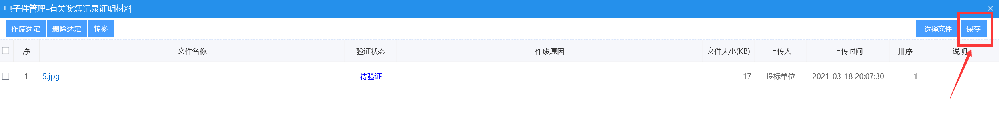 电子件管理-有关奖惩记录证明材料
作废选定 删除选定 转移 选择文件 保存
序 文件名称 验证状态 作废原因 文件大小(KB) 上传人 上传时间 排序 说明
1 5.jpg 待验证 17 投标单位 2021-03-18 20:07:30 1